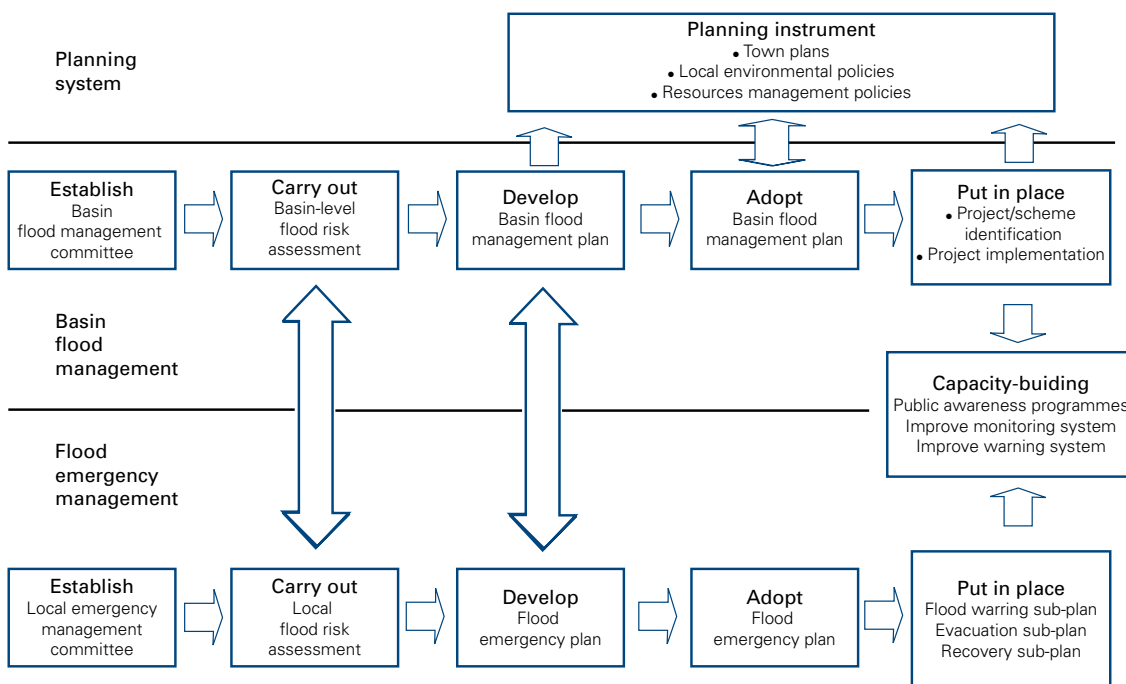 Planning
system
Planning instrument
• Town plans
• Local environmental policies
• Resources management policies
Establish
Basin
flood management
committee
Carry out
Basin-level
flood risk
assessment
Develop
Basin flood
management plan
Adopt
Basin flood
management plan
Put in place
• Project/scheme
identification
• Project implementation
Basin
flood
management
Capacity-buiding
Public awareness programmes
Improve monitoring system
Improve warning system
Flood
emergency
management
Establish
Local emergency
management
committee
Carry out
Local
flood risk
assessment
Develop
Flood
emergency plan
Adopt
Flood
emergency plan
Put in place
Flood warring sub-plan
Evacuation sub-plan
Recovery sub-plan